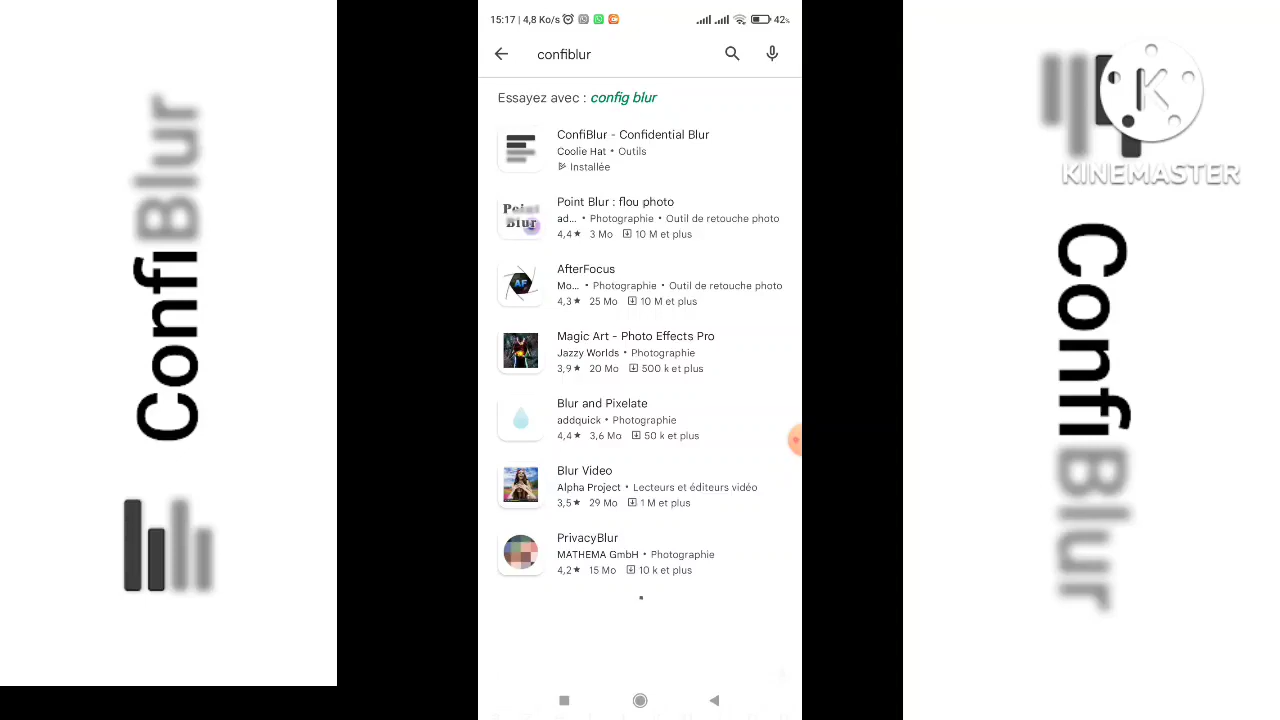 ConfiBlur
15:17 | 4,8 Ko/s
42%
confiblur
Essayez avec : config blur
ConfiBlur - Confidential Blur
Coolie Hat • Outils
Installée
Point Blur
Point Blur : flou photo
ad... • Photographie • Outil de retouche photo
4,4★ 3 Mo 10 M et plus
AF
AfterFocus
Mo... • Photographie • Outil de retouche photo
4,3★ 25 Mo 10 M et plus
Magic Art - Photo Effects Pro
Jazzy Worlds • Photographie
3,9★ 20 Mo 500 k et plus
Blur and Pixelate
addquick • Photographie
4,4★ 3,6 Mo 50 k et plus
Blur Video
Alpha Project • Lecteurs et éditeurs vidéo
3,5★ 29 Mo 1 M et plus
PrivacyBlur
MATHEMA GmbH • Photographie
4,2★ 15 Mo 10 k et plus
K
KINEMASTER
ConfiBlur